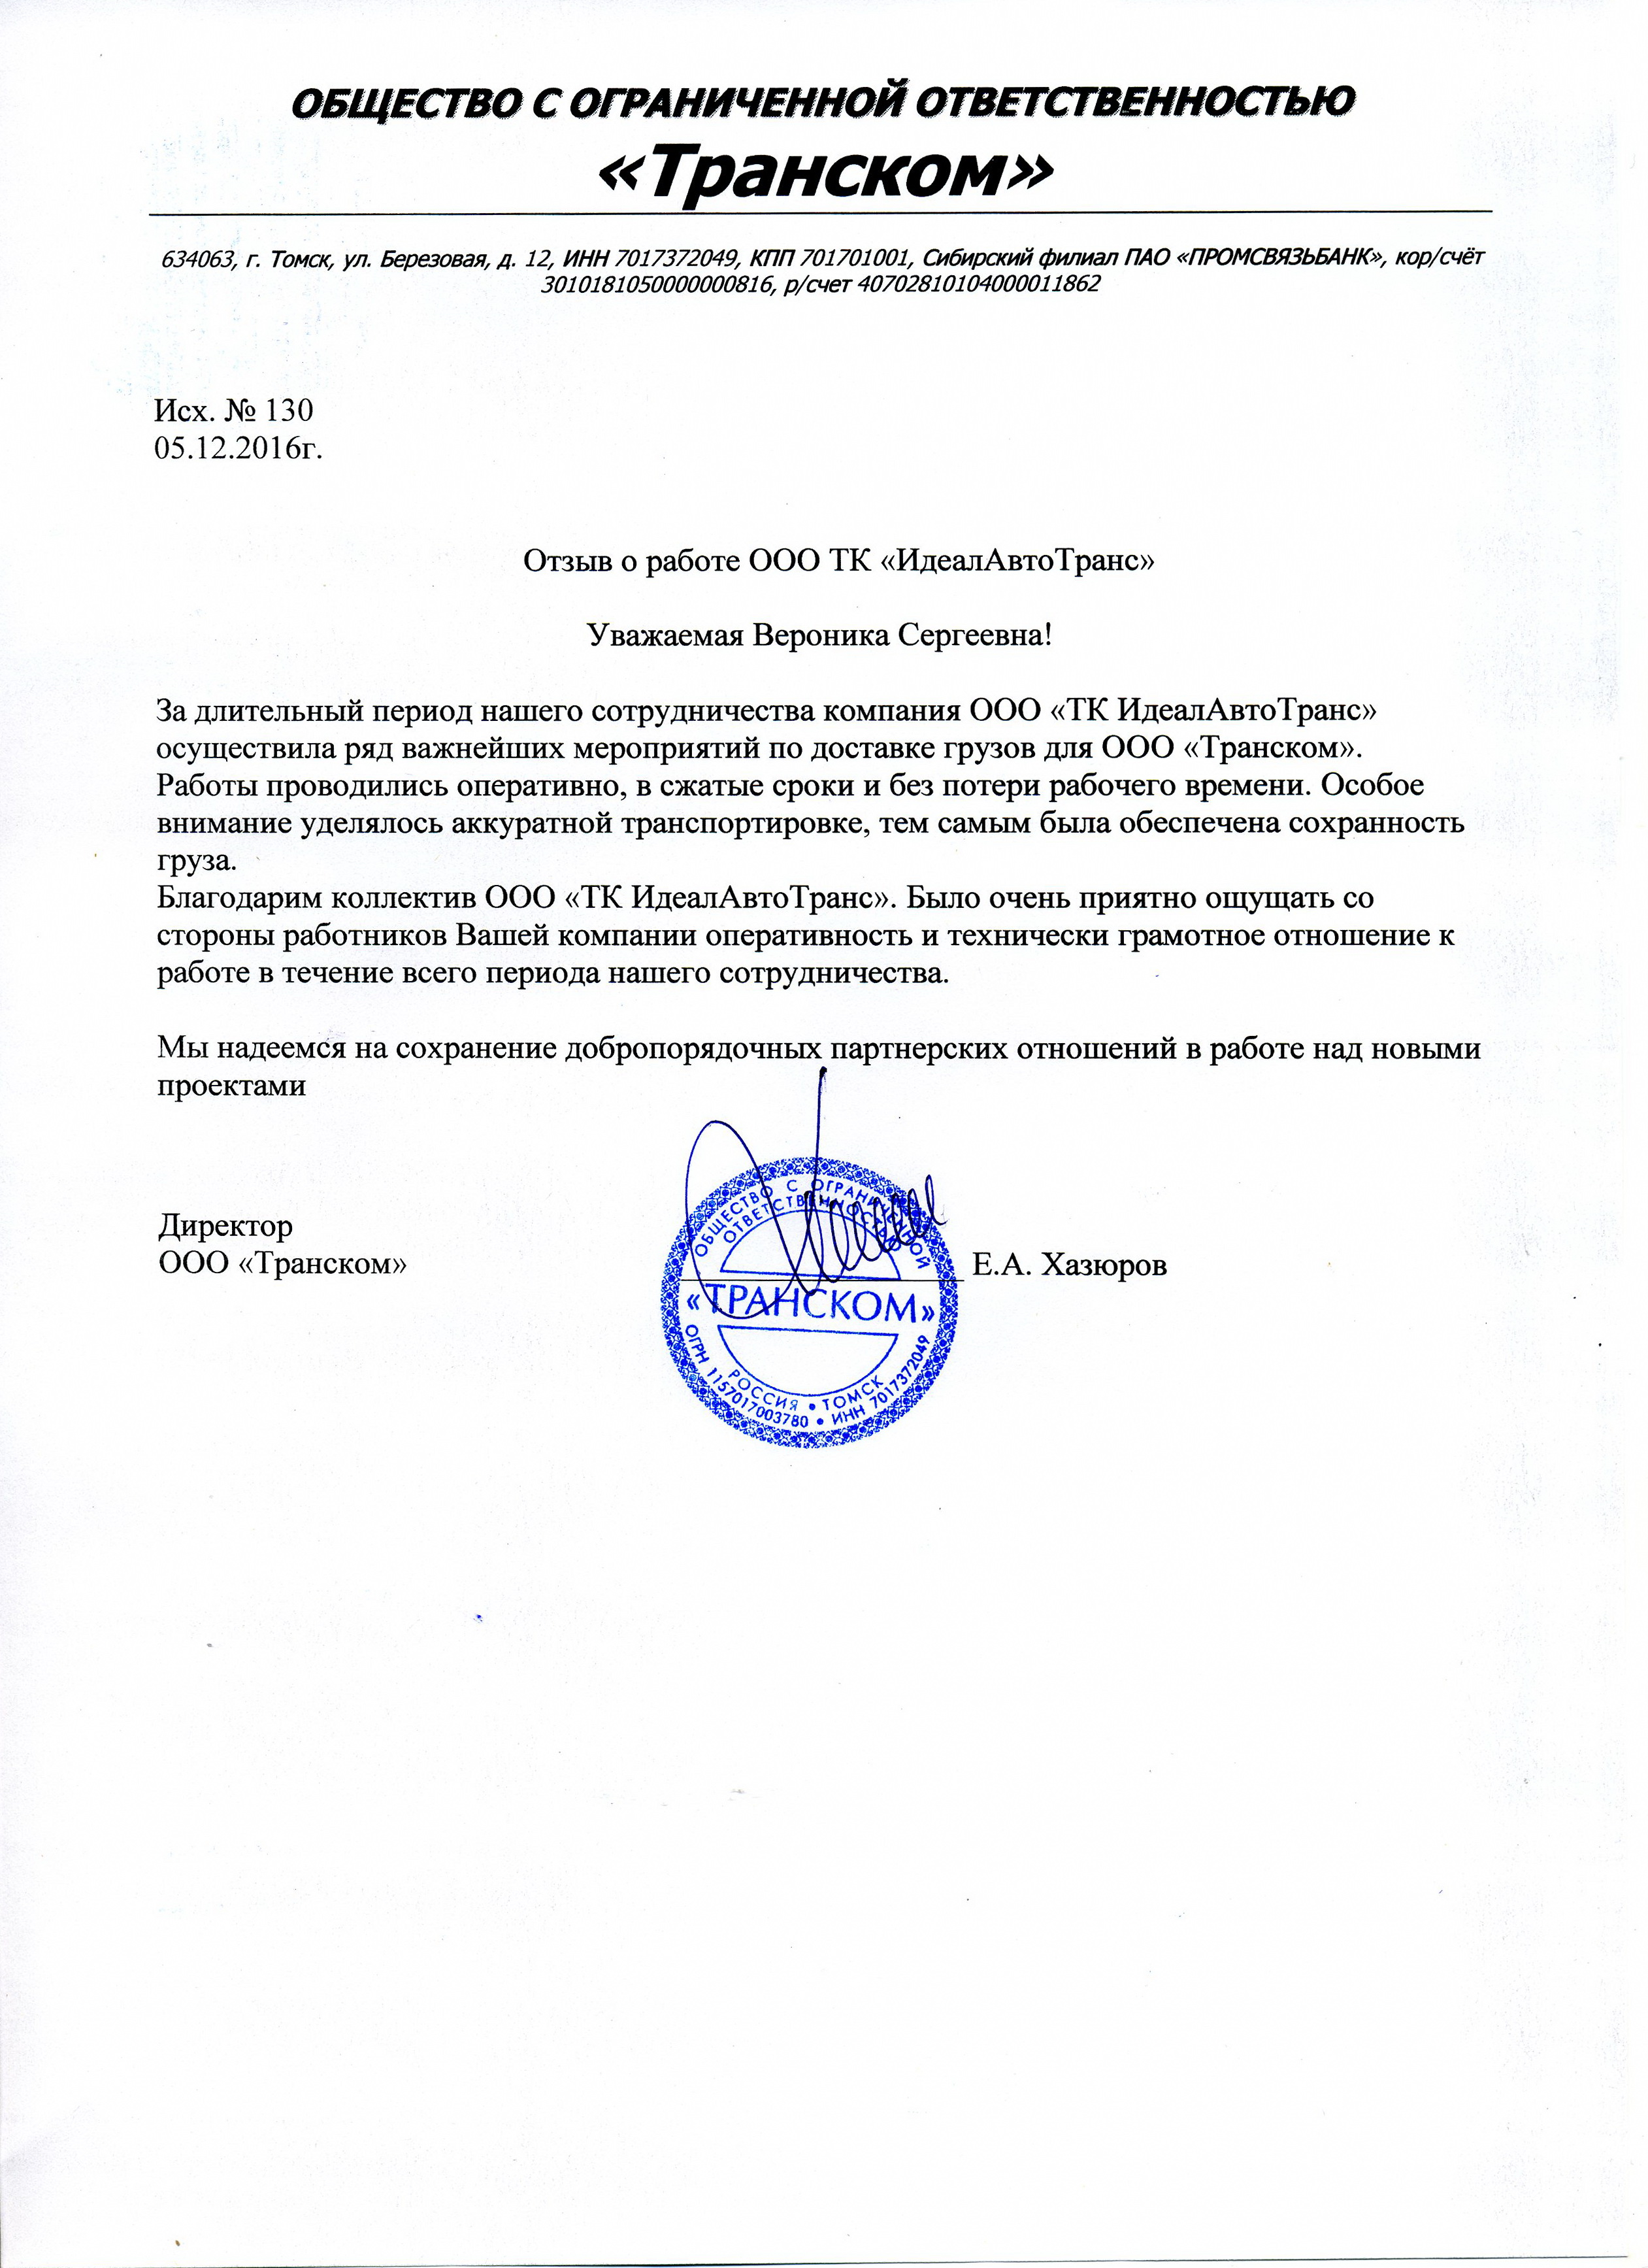 ОБЩЕСТВО С ОГРАНИЧЕННОЙ ОТВЕТСТВЕННОСТЬЮ
«Транском»
634063, г. Томск, ул. Березовая, д. 12, ИНН 7017372049, КПП 701701001, Сибирский филиал ПАО «ПРОМСВЯЗЬБАНК», кор/счёт
3010181050000000816, р/счет 40702810104000011862
Исх. № 130
05.12.2016г.
Отзыв о работе ООО ТК «ИдеалАвтоТранс»
Уважаемая Вероника Сергеевна!
За длительный период нашего сотрудничества компания ООО «ТК ИдеалАвтоТранс»
осуществила ряд важнейших мероприятий по доставке грузов для ООО «Транском».
Работы проводились оперативно, в сжатые сроки и без потери рабочего времени. Особое
внимание уделялось аккуратной транспортировке, тем самым была обеспечена сохранность
груза.
Благодарим коллектив ООО «ТК ИдеалАвтоТранс». Было очень приятно ощущать со
стороны работников Вашей компании оперативность и технически грамотное отношение к
работе в течение всего периода нашего сотрудничества.
Мы надеемся на сохранение добропорядочных партнерских отношений в работе над новыми
проектами
Директор
ООО «Транском» Е.А. Хазюров
ОБЩЕСТВО С ОГРАНИЧЕННОЙ
ОТВЕТСТВЕННОСТЬЮ
«ТРАНСКОМ»
РОССИЯ • ТОМСК
ОГРН 1157017003780 • ИНН 7017372049